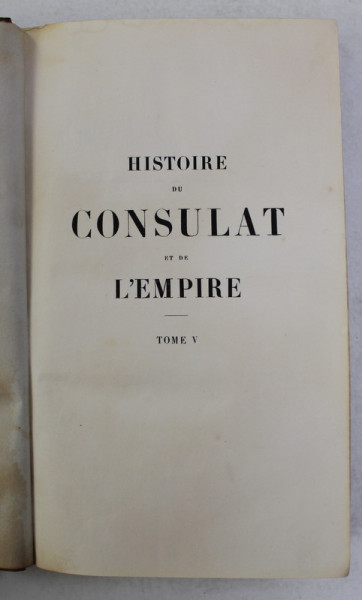 HISTOIRE
DU
CONSULAT
ET DE
L'EMPIRE
TOME V